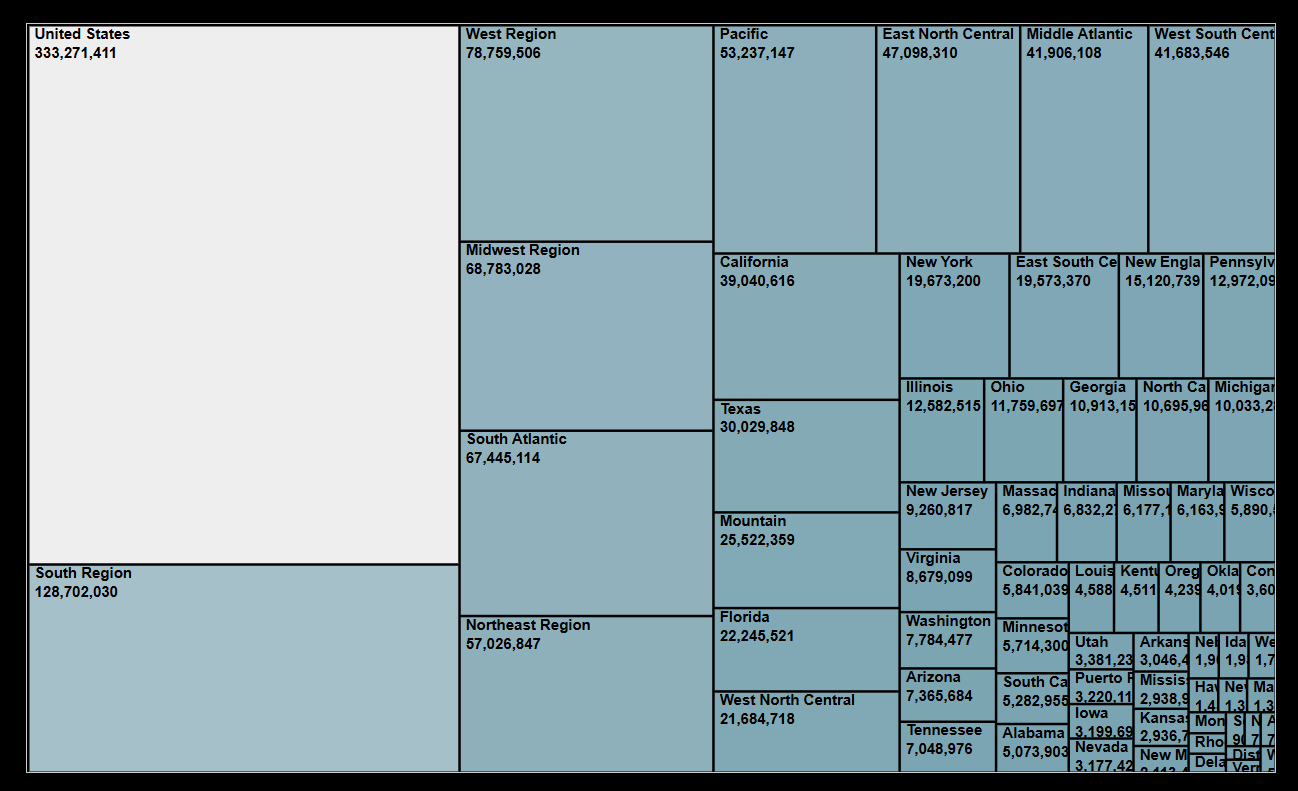 United States
333,271,411
South Region
128,702,030
West Region
78,759,506
Midwest Region
68,783,028
South Atlantic
67,445,114
Northeast Region
57,026,847
Pacific
53,237,147
East North Central
47,098,310
Middle Atlantic
41,906,108
West South Cent
41,683,546
California
39,040,616
Texas
30,029,848
Mountain
25,522,359
Florida
22,245,521
West North Central
21,684,718
New York
19,673,200
East South Ce
19,573,370
New Engla
15,120,739
Pennsylv
12,972,09
Illinois
12,582,515
Ohio
11,759,697
Georgia
10,913,15
North Ca
10,695,96
Michigan
10,033,2
New Jersey
9,260,817
Virginia
8,679,099
Washington
7,784,477
Arizona
7,365,684
Tennessee
7,048,976
Massac
6,982,74
Indiana
6,832,2
Missou
6,177,1
Maryla
6,163,9
Wisco
5,890,
Colorado
5,841,039
Minnesot
5,714,300
South Ca
5,282,955
Alabama
5,073,903
Louis
4,588
Kentu
4,511
Oreg
4,239
Okla
4,019
Con
3,60
Utah
3,381,23
Puerto R
3,220,11
Iowa
3,199,69
Nevada
3,177,42
Arkans
3,046,4
Missis
2,938,9
Kansas
2,936,7
New M
2,113,4
Neb
1,9
Ida
1,9
We
1,7
Haw
1,4
Nev
1,3
Ma
1,3
Mon
Rho
Dela
S
90
N
7
A
7
Dist
Verr
W